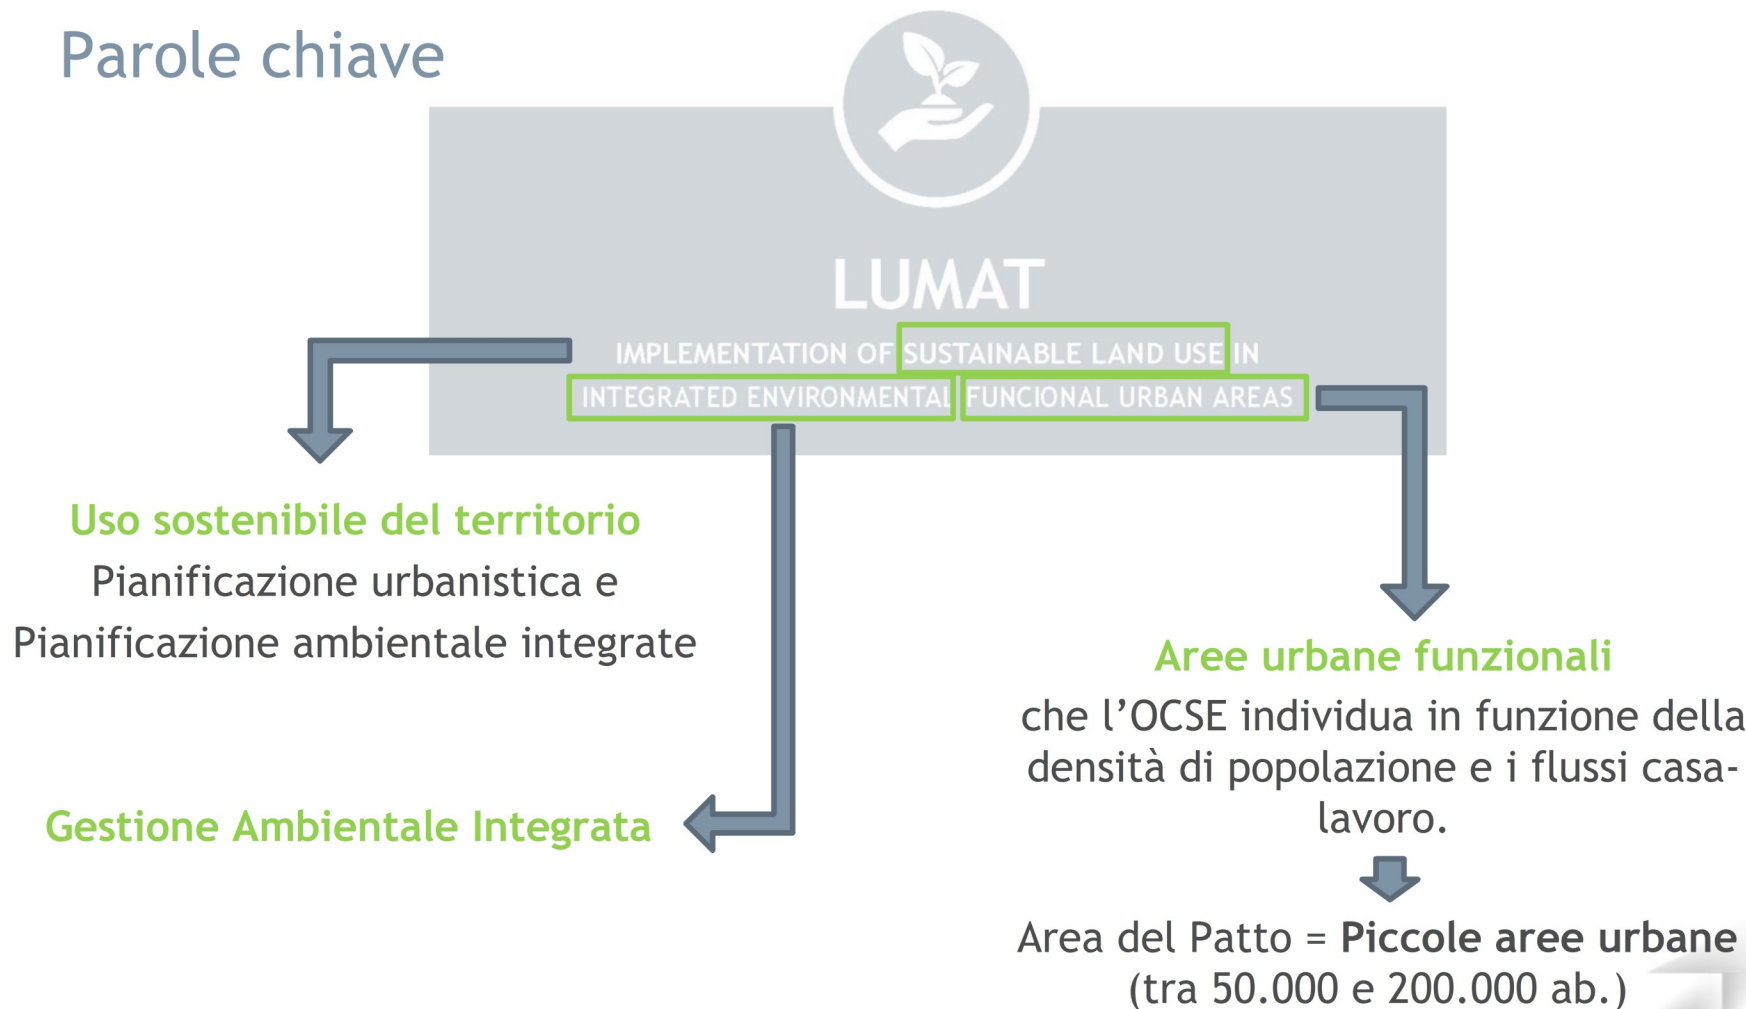 Parole chiave
LUMAT
IMPLEMENTATION OF SUSTAINABLE LAND USE IN
INTEGRATED ENVIRONMENTAL FUNCIONAL URBAN AREAS
Uso sostenibile del territorio
Pianificazione urbanistica e
Pianificazione ambientale integrate
Gestione Ambientale Integrata
Aree urbane funzionali
che l’OCSE individua in funzione della
densità di popolazione e i flussi casa-
lavoro.
Area del Patto = Piccole aree urbane
(tra 50.000 e 200.000 ab.)